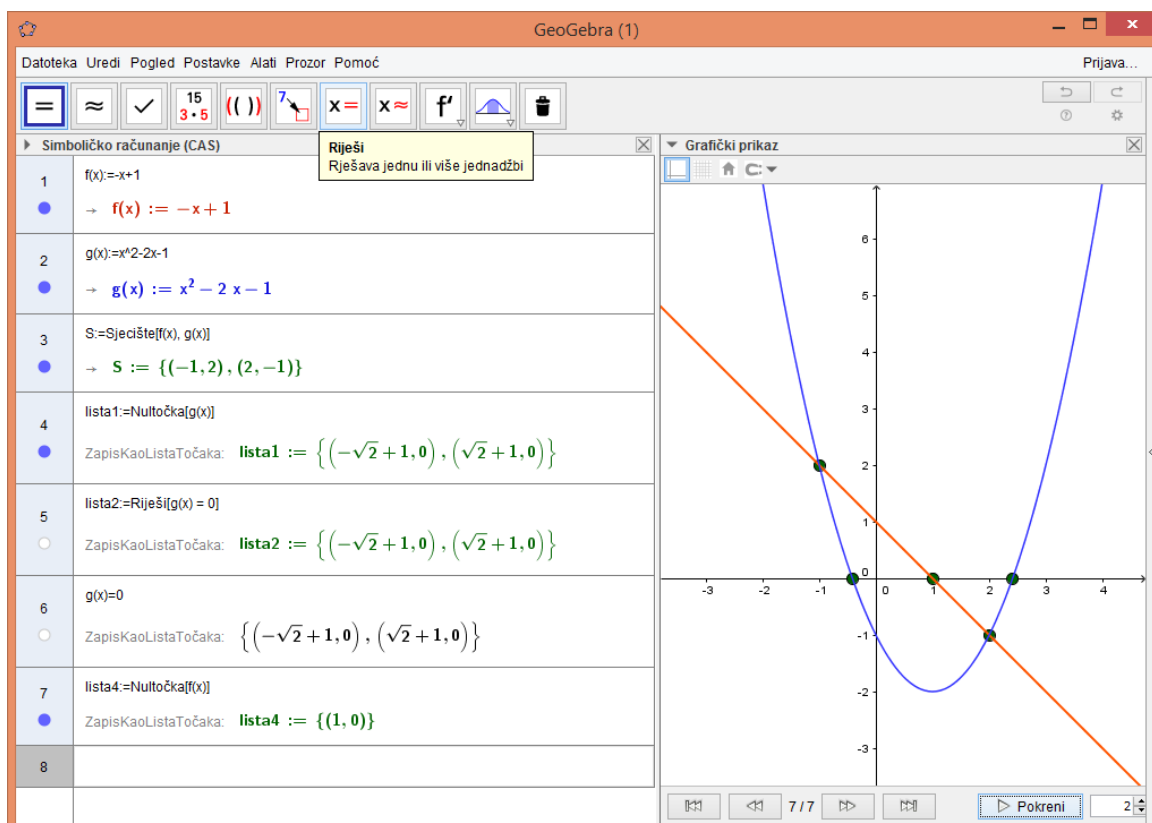 GeoGebra (1)
Datoteka Uredi Pogled Postavke Alati Prozor Pomoć Prijava...
= ≈ ✓ 15 3•5 (( )) 7 x= x≈ f′
Simboličko računanje (CAS)
Riješi
Rješava jednu ili više jednadžbi
1
f(x):=-x+1
→ f(x) := −x + 1
2
g(x):=x^2-2x-1
→ g(x) := x² − 2 x − 1
3
S:=Sjecište[f(x), g(x)]
→ S := {(−1, 2) , (2, −1)}
4
lista1:=Nultočka[g(x)]
ZapisKaoListaTočaka: lista1 := {(−√2 + 1, 0) , (√2 + 1, 0)}
5
lista2:=Riješi[g(x) = 0]
ZapisKaoListaTočaka: lista2 := {(−√2 + 1, 0) , (√2 + 1, 0)}
6
g(x)=0
ZapisKaoListaTočaka: {(−√2 + 1, 0) , (√2 + 1, 0)}
7
lista4:=Nultočka[f(x)]
ZapisKaoListaTočaka: lista4 := {(1, 0)}
8
Grafički prikaz
6
5
4
3
2
1
0
-3 -2 -1 0 1 2 3 4
-1
-2
-3
7 / 7 Pokreni 2